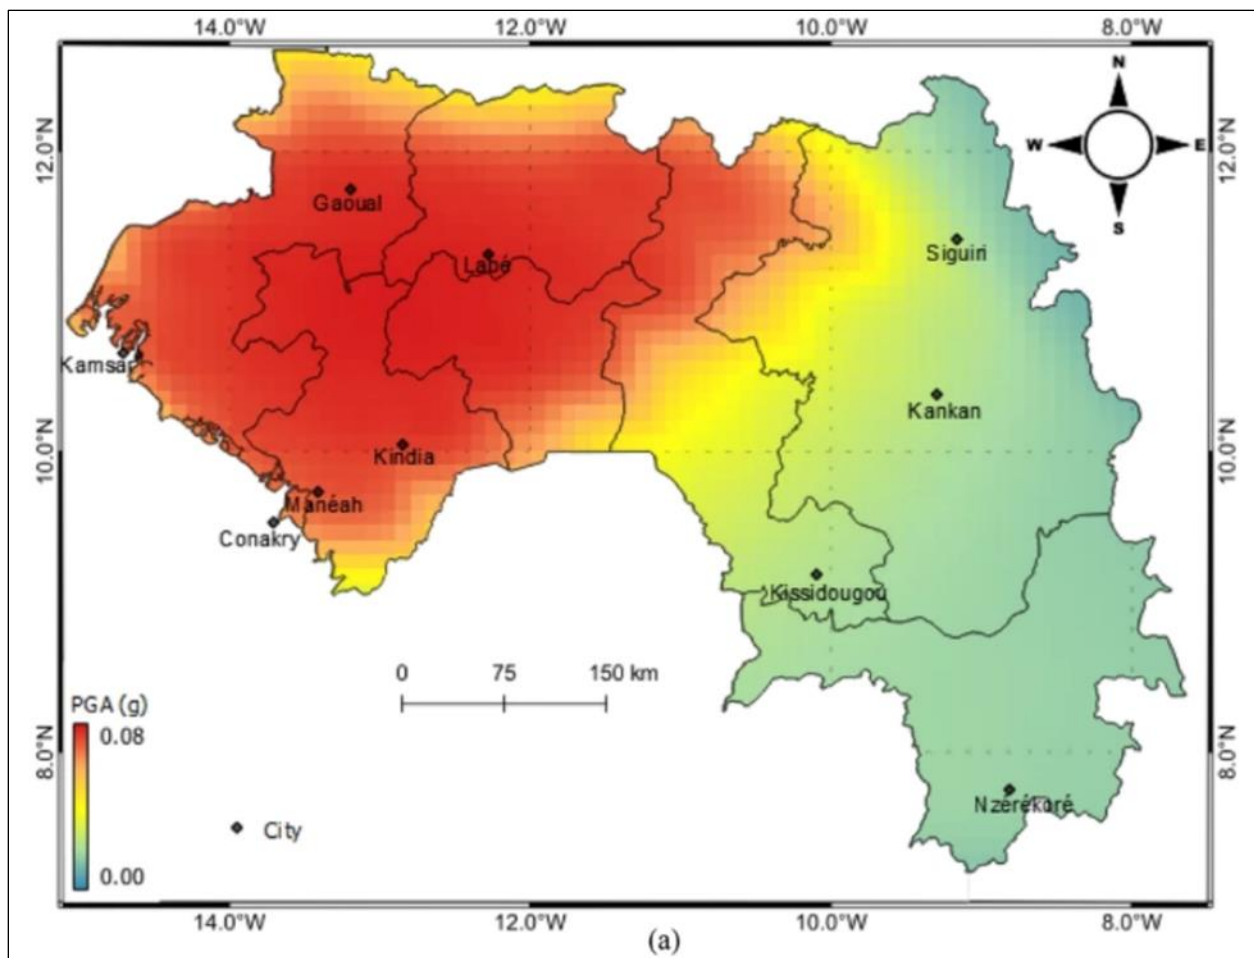 14.0°W 12.0°W 10.0°W 8.0°W
N
12.0°N W E 12.0°N
S
Gaoual
Labé
Siguiri
Kamsar
Kankan
10.0°N Kindia 10.0°N
Manéah
Conakry
Kissidougou
0 75 150 km
PGA (g)
0.08
8.0°N 8.0°N
Nzérékoré
City
0.00
14.0°W 12.0°W 10.0°W 8.0°W
(a)